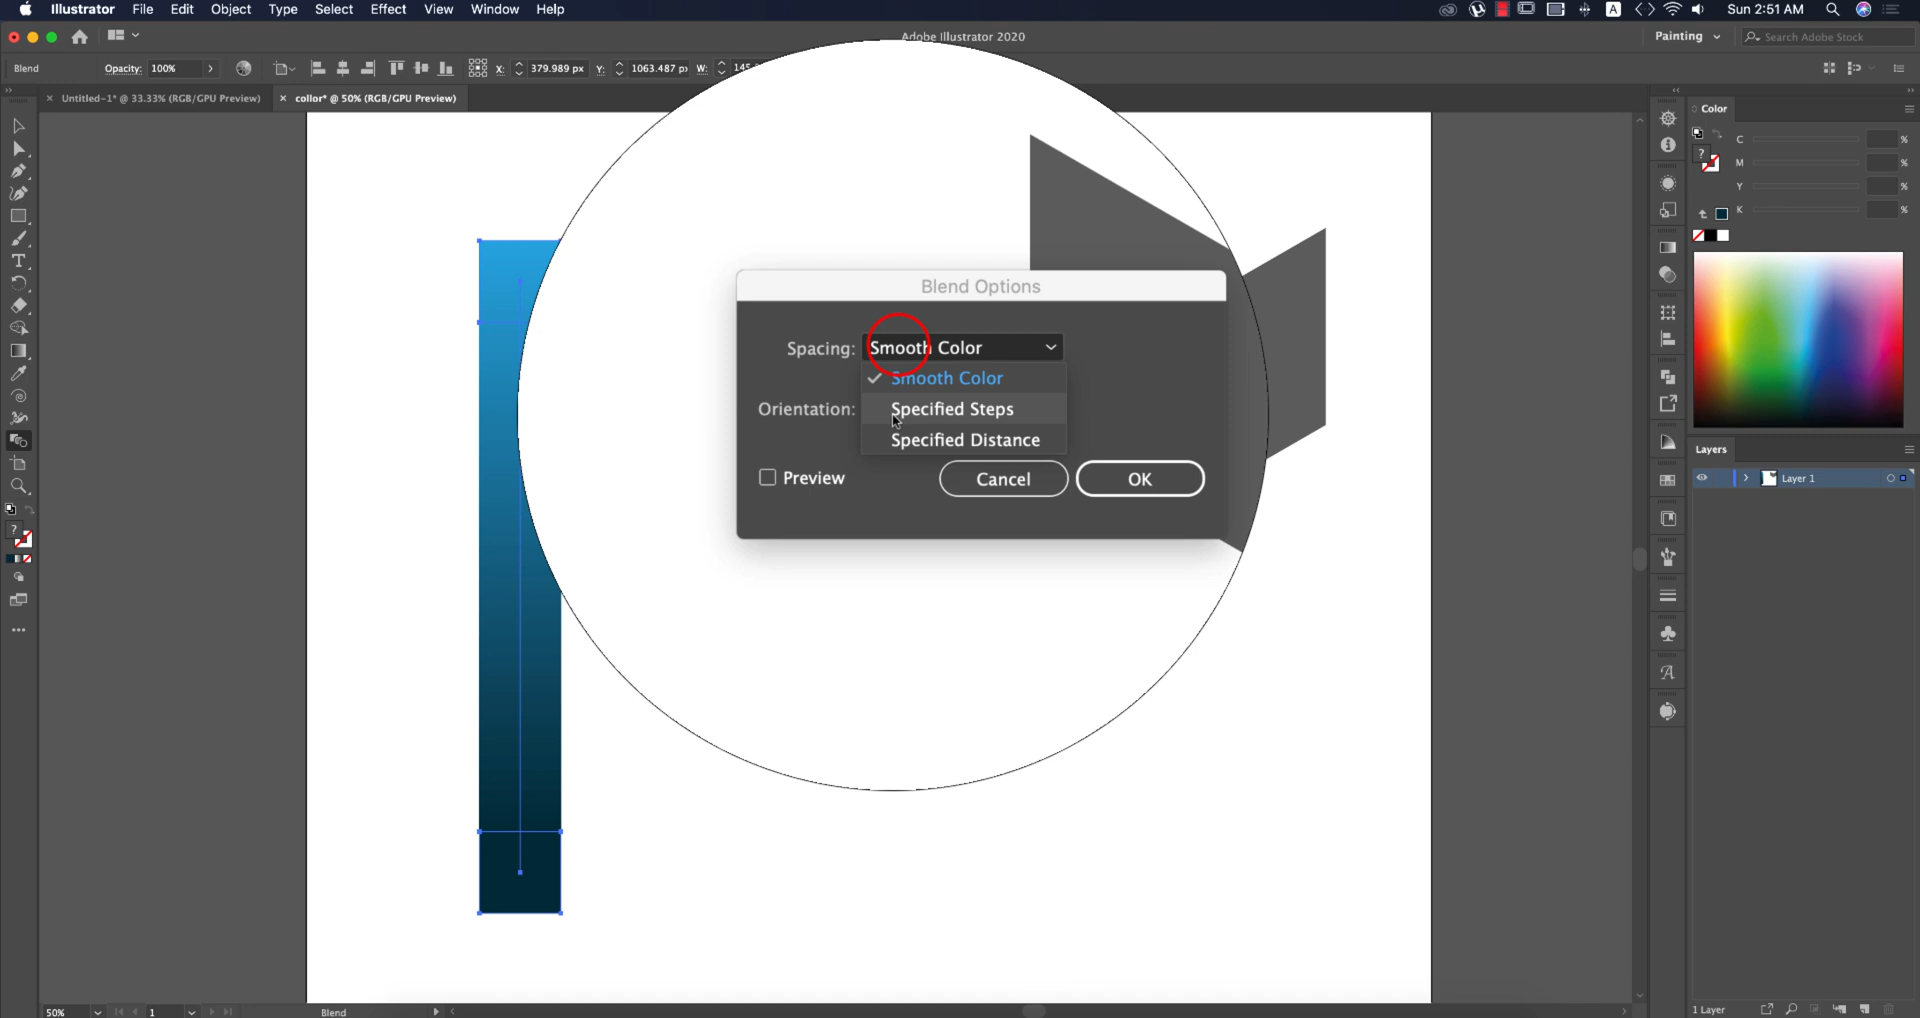 Illustrator File Edit Object Type Select Effect View Window Help
A Sun 2:51 AM
Adobe Illustrator 2020
Painting
Search Adobe Stock
Blend Opacity: 100% X: 379.989 px Y: 1063.487 p W: 145.
× Untitled-1* @ 33.33% (RGB/GPU Preview) × collor* @ 50% (RGB/GPU Preview)
Color
C %
M %
Y %
K %
?
Blend Options
Spacing: Smooth Color
Smooth Color
Orientation: Specified Steps
Specified Distance
Preview Cancel OK
Layers
Layer 1
?
50% 1 Blend
1 Layer